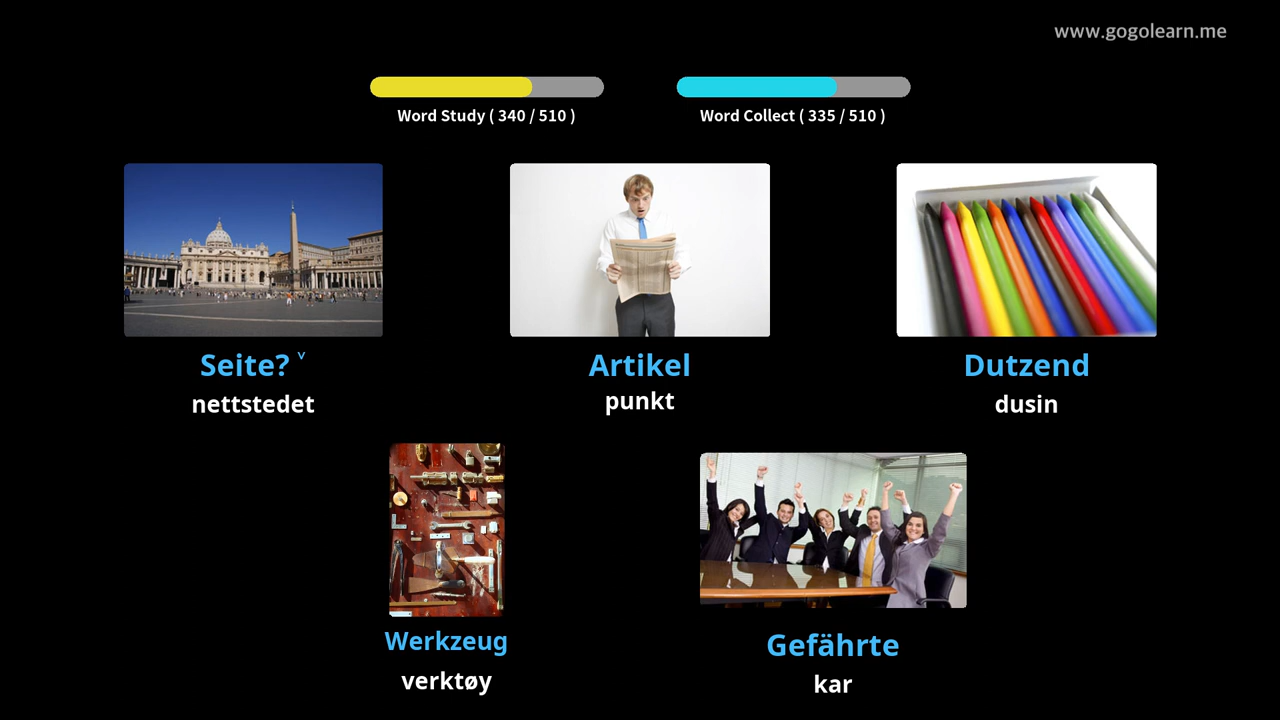 www.gogolearn.me
Word Study ( 340 / 510 )
Word Collect ( 335 / 510 )
Seite? ˅
nettstedet
Artikel
punkt
Dutzend
dusin
Werkzeug
verktøy
Gefährte
kar